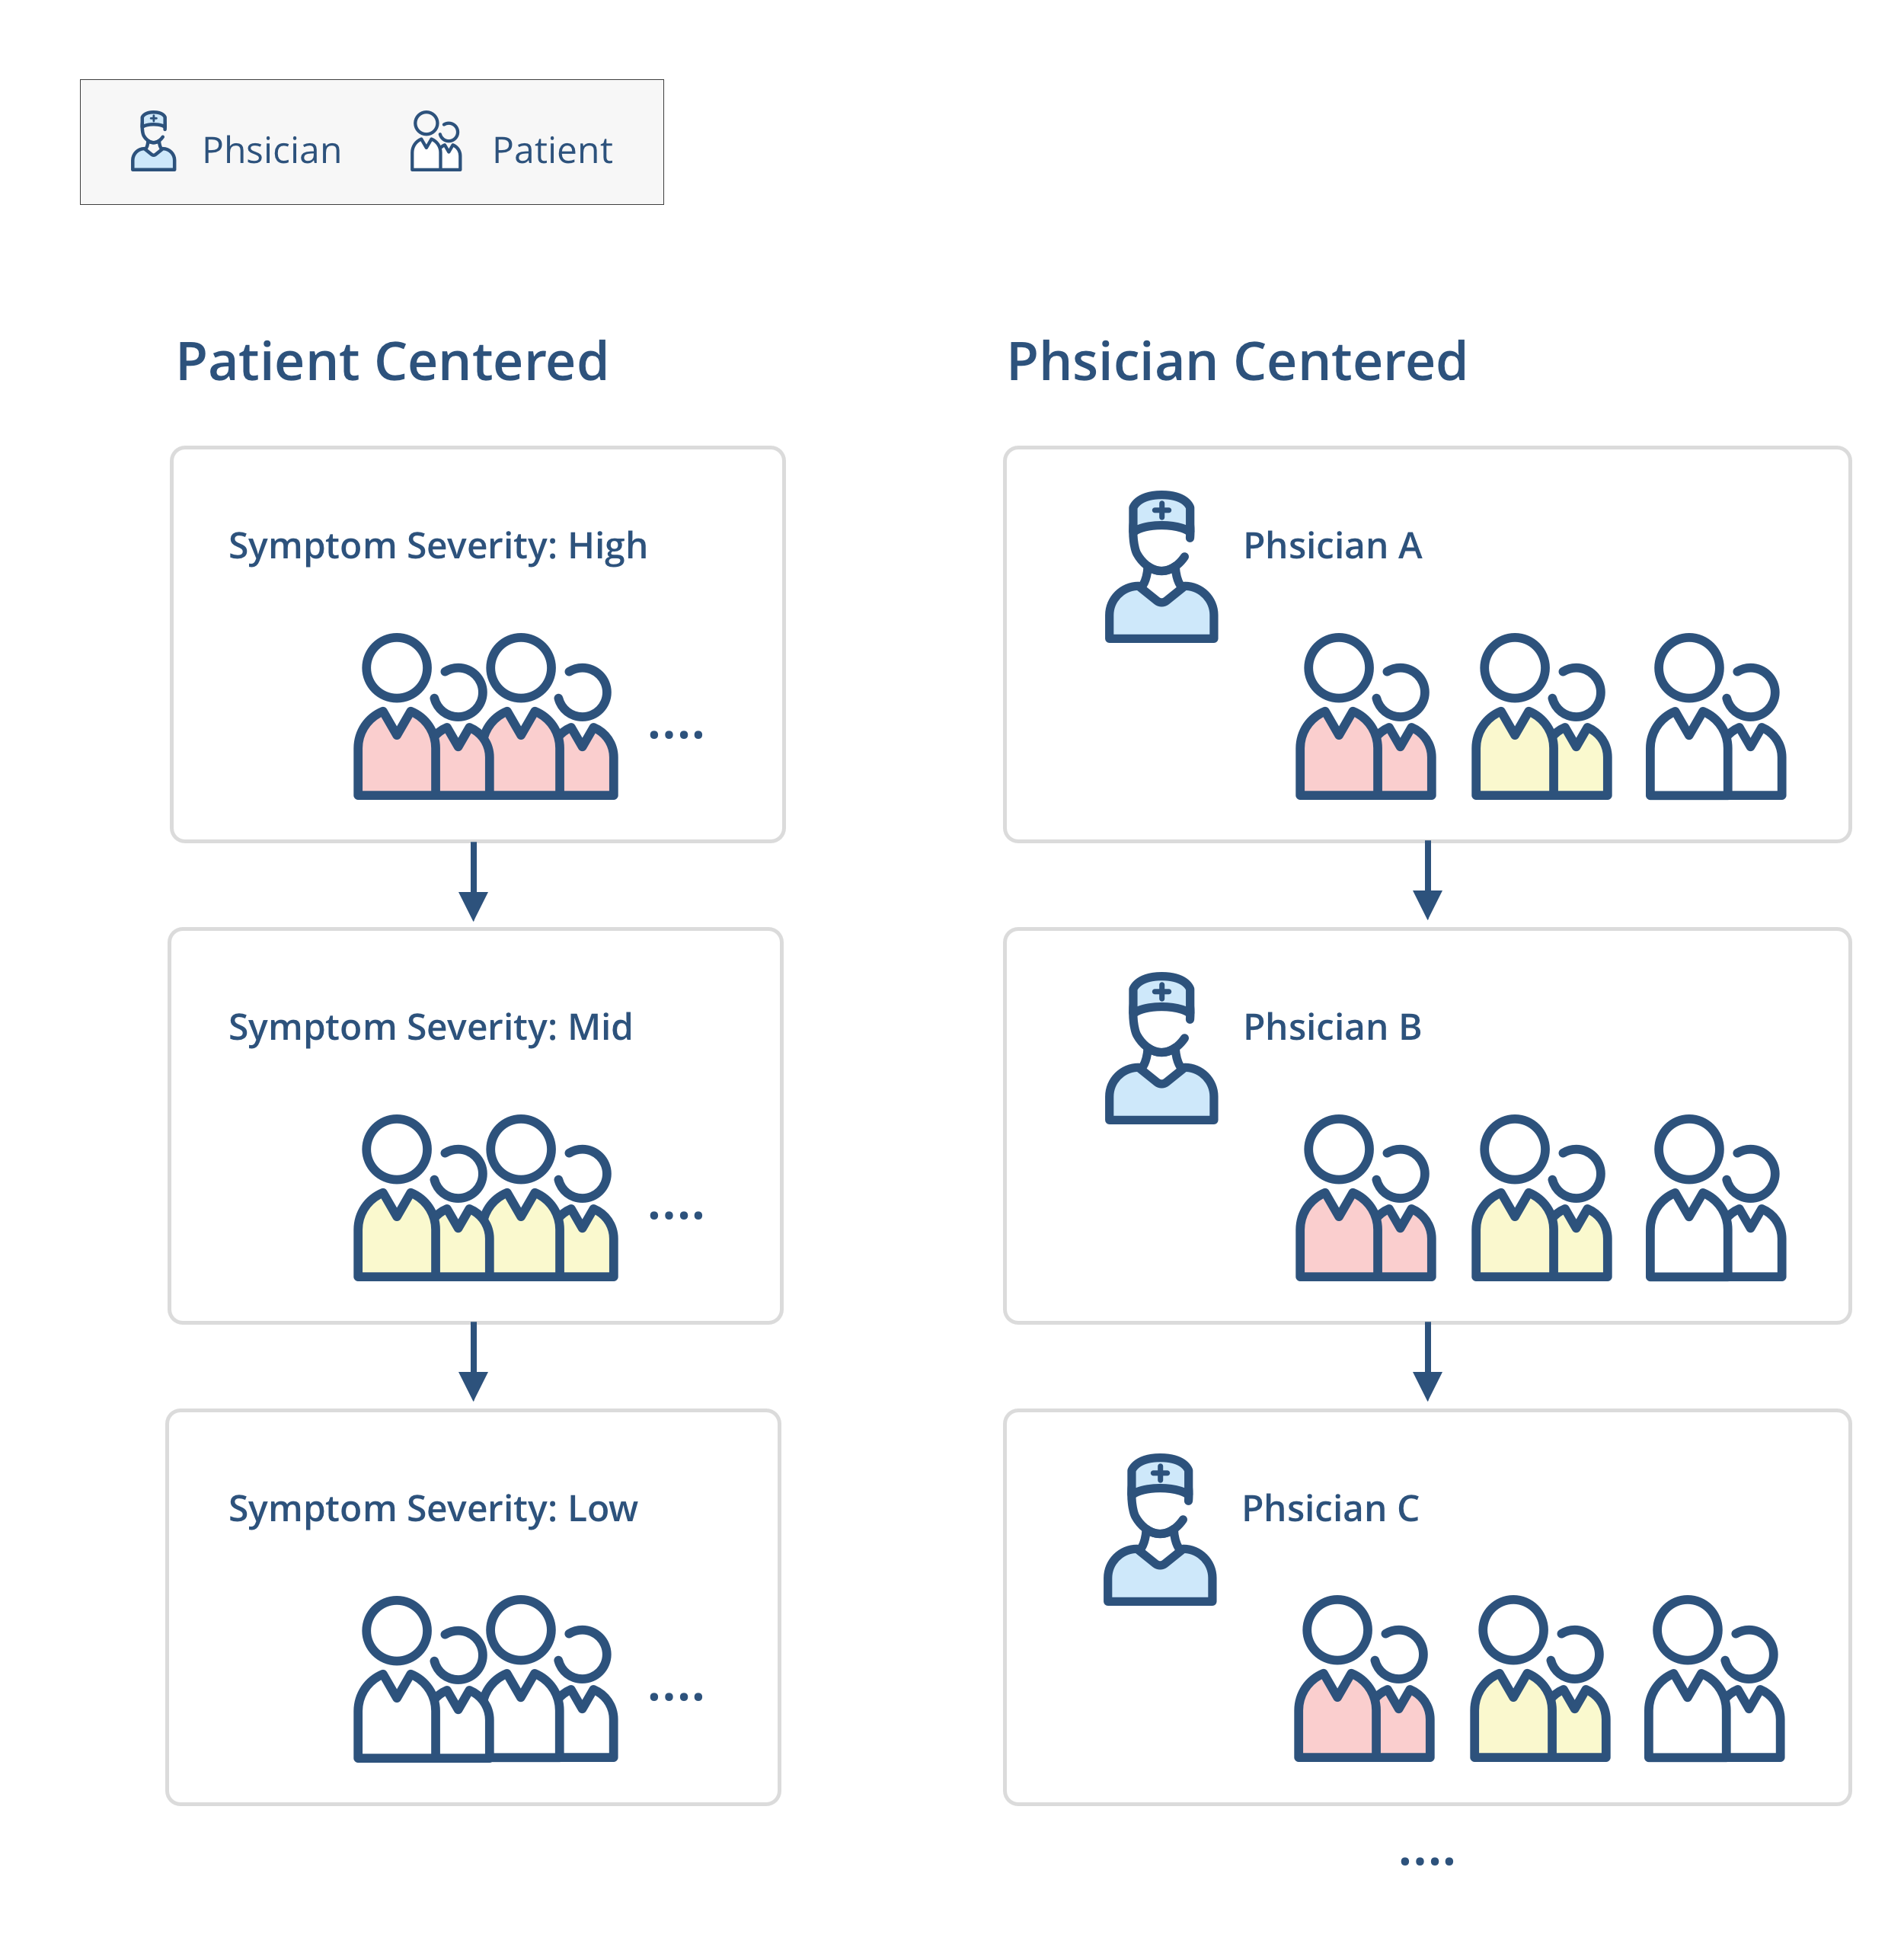 Phsician
Patient
Patient Centered
Symptom Severity: High
....
Symptom Severity: Mid
....
Symptom Severity: Low
....
Phsician Centered
Phsician A
Phsician B
Phsician C
....